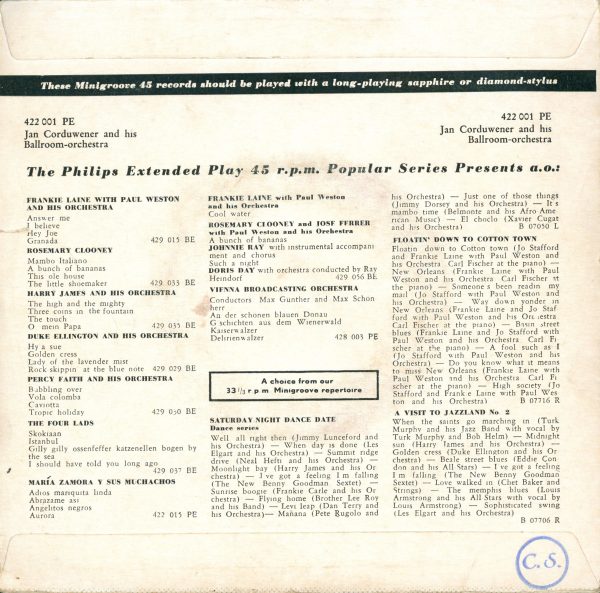 These Minigroove 45 records should be played with a long-playing sapphire or diamond-stylus
422 001 PE
Jan Corduwener and his
Ballroom-orchestra
422 001 PE
Jan Corduwener and his
Ballroom-orchestra
The Philips Extended Play 45 r.p.m. Popular Series Presents a.o.:
FRANKIE LAINE WITH PAUL WESTON
AND HIS ORCHESTRA
Answer me
I believe
Hey Joe
Granada 429 015 BE
ROSEMARY CLOONEY
Mambo Italiano
A bunch of bananas
This ole house
The little shoemaker 429 033 BE
HARRY JAMES AND HIS ORCHESTRA
The high and the mighty
Three coins in the fountain
The touch
O mein Papa 429 035 BE
DUKE ELLINGTON AND HIS ORCHESTRA
Hy a sue
Golden cress
Lady of the lavender mist
Rock skippin at the blue note 429 029 BE
PERCY FAITH AND HIS ORCHESTRA
Bubbling over
Vola colomba
Caviotta
Tropic holiday 429 030 BE
THE FOUR LADS
Skokiaan
Istanbul
Gilly gilly ossenfeffer katzenellen bogen by
the sea
I should have told you long ago
429 037 BE
MARÍA ZAMORA Y SUS MUCHACHOS
Adios mariquita linda
Abrazame asi
Angelitos negros
Aurora 422 015 PE
FRANKIE LAINE with Paul Weston
and his Orchestra
Cool water
ROSEMARY CLOONEY and JOSE FERRER
with Paul Weston and his Orchestra
A bunch of bananas
JOHNNIE RAY with instrumental accompani
ment and chorus
Such a night
DORIS DAY with orchestra conducted by Ray
Heindorf 429 056 BE
VIENNA BROADCASTING ORCHESTRA
Conductors Max Gunther and Max Schon
herr
An der schonen blauen Donau
G schichten aus dem Wienerwald
Kaiserwalzer
Delirienwalzer 428 003 PE
A choice from our
33 1/3 r p m Minigroove repertoire
SATURDAY NIGHT DANCE DATE
Dance series
Well all right then (Jimmy Lunceford and
his Orchestra) — When day is done (Les
Elgart and his Orchestra) — Summit ridge
drive (Neal Hefti and his Orchestra) —
Moonlight bay (Harry James and his Or
chestra) — I ve got a feeling I m falling
(The New Benny Goodman Sextet) —
Sunrise boogie (Frankie Carle and his Or
chestra) — Flying home (Brother Lee Roy
and his Band) — Levi leap (Dan Terry and
his Orchestra)— Mañana (Pete Rugolo and
his Orchestra) — Just one of those things
(Jimmy Dorsey and his Orchestra) — It s
mambo time (Belmonte and his Afro Ame
rican Music) — El choclo (Xavier Cugat
and his Orchestra) B 07050 L
FLOATIN' DOWN TO COTTON TOWN
Floatin down to Cotton town (Jo Stafford
and Frankie Laine with Paul Weston and
his Orchestra Carl Fischer at the piano) —
New Orleans (Frankie Laine with Paul
Weston and his Orchestra Carl Fischer at
the piano) — Someone s been readin my
mail (Jo Stafford with Paul Weston and
his Orchestra) — Way down yonder in
New Orleans (Frankie Laine and Jo Staf
ford with Paul Weston and his Orchestra
Carl Fischer at the piano) — Basin street
blues (Frankie Laine and Jo Stafford with
Paul Weston and his Orchestra Carl Fi
scher at the piano) — A fool such as I
(Jo Stafford with Paul Weston and his
Orchestra) — Do you know what it means
to miss New Orleans (Frankie Laine with
Paul Weston and his Orchestra Carl Fi
scher at the piano) — High society (Jo
Stafford and Frankie Laine with Paul Wes
ton and his Orchestra) B 07716 R
A VISIT TO JAZZLAND No 2
When the saints go marching in (Turk
Murphy and his Jazz Band with vocal by
Turk Murphy and Bob Helm) — Midnight
sun (Harry James and his Orchestra) —
Golden cress (Duke Ellington and his Or
chestra) — Beale street blues (Eddie Con
don and his All Stars) — I ve got a feeling
I m falling (The New Benny Goodman
Sextet) — Love walked in (Chet Baker and
Strings) — The memphis blues (Louis
Armstrong and his All Stars with vocal by
Louis Armstrong) — Sophisticated swing
(Les Elgart and his Orchestra)
B 07706 R
C.S.